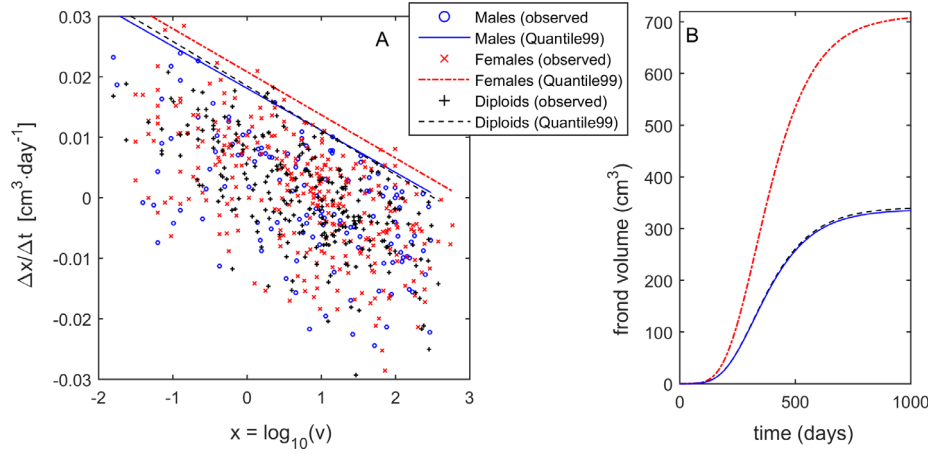 0.03
0.02
0.01
0
-0.01
-0.02
-0.03
Δx/Δt [cm³·day⁻¹]
-2
-1
0
1
2
3
x = log₁₀(v)
A
Males (observed
Males (Quantile99)
Females (observed)
Females (Quantile99)
Diploids (observed)
Diploids (Quantile99)
B
700
600
500
400
300
200
100
0
frond volume (cm³)
0
500
1000
time (days)